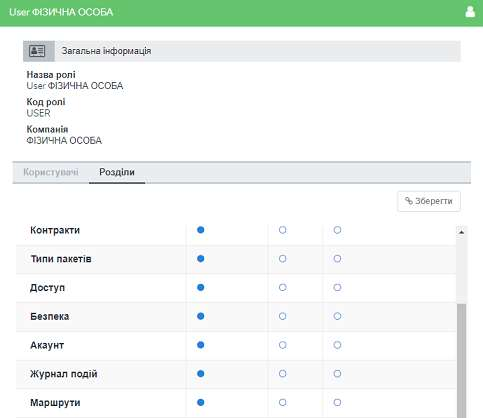 User ФІЗИЧНА ОСОБА
Загальна інформація
Назва ролі
User ФІЗИЧНА ОСОБА
Код ролі
USER
Компанія
ФІЗИЧНА ОСОБА
Користувачі Розділи
Зберегти
Контракти
Типи пакетів
Доступ
Безпека
Акаунт
Журнал подій
Маршрути